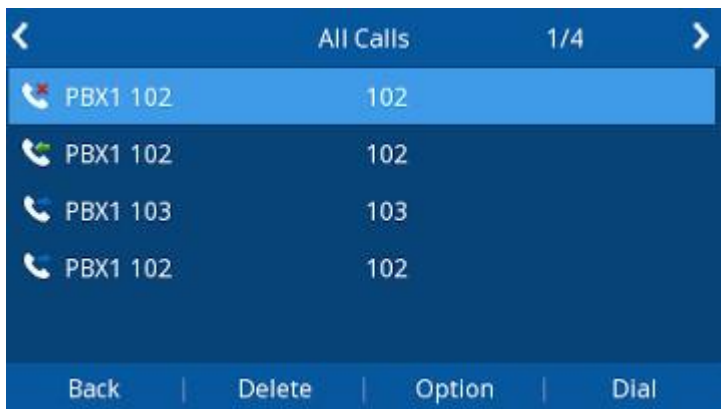 All Calls 1/4
PBX1 102 102
PBX1 102 102
PBX1 103 103
PBX1 102 102
Back | Delete | Option | Dial